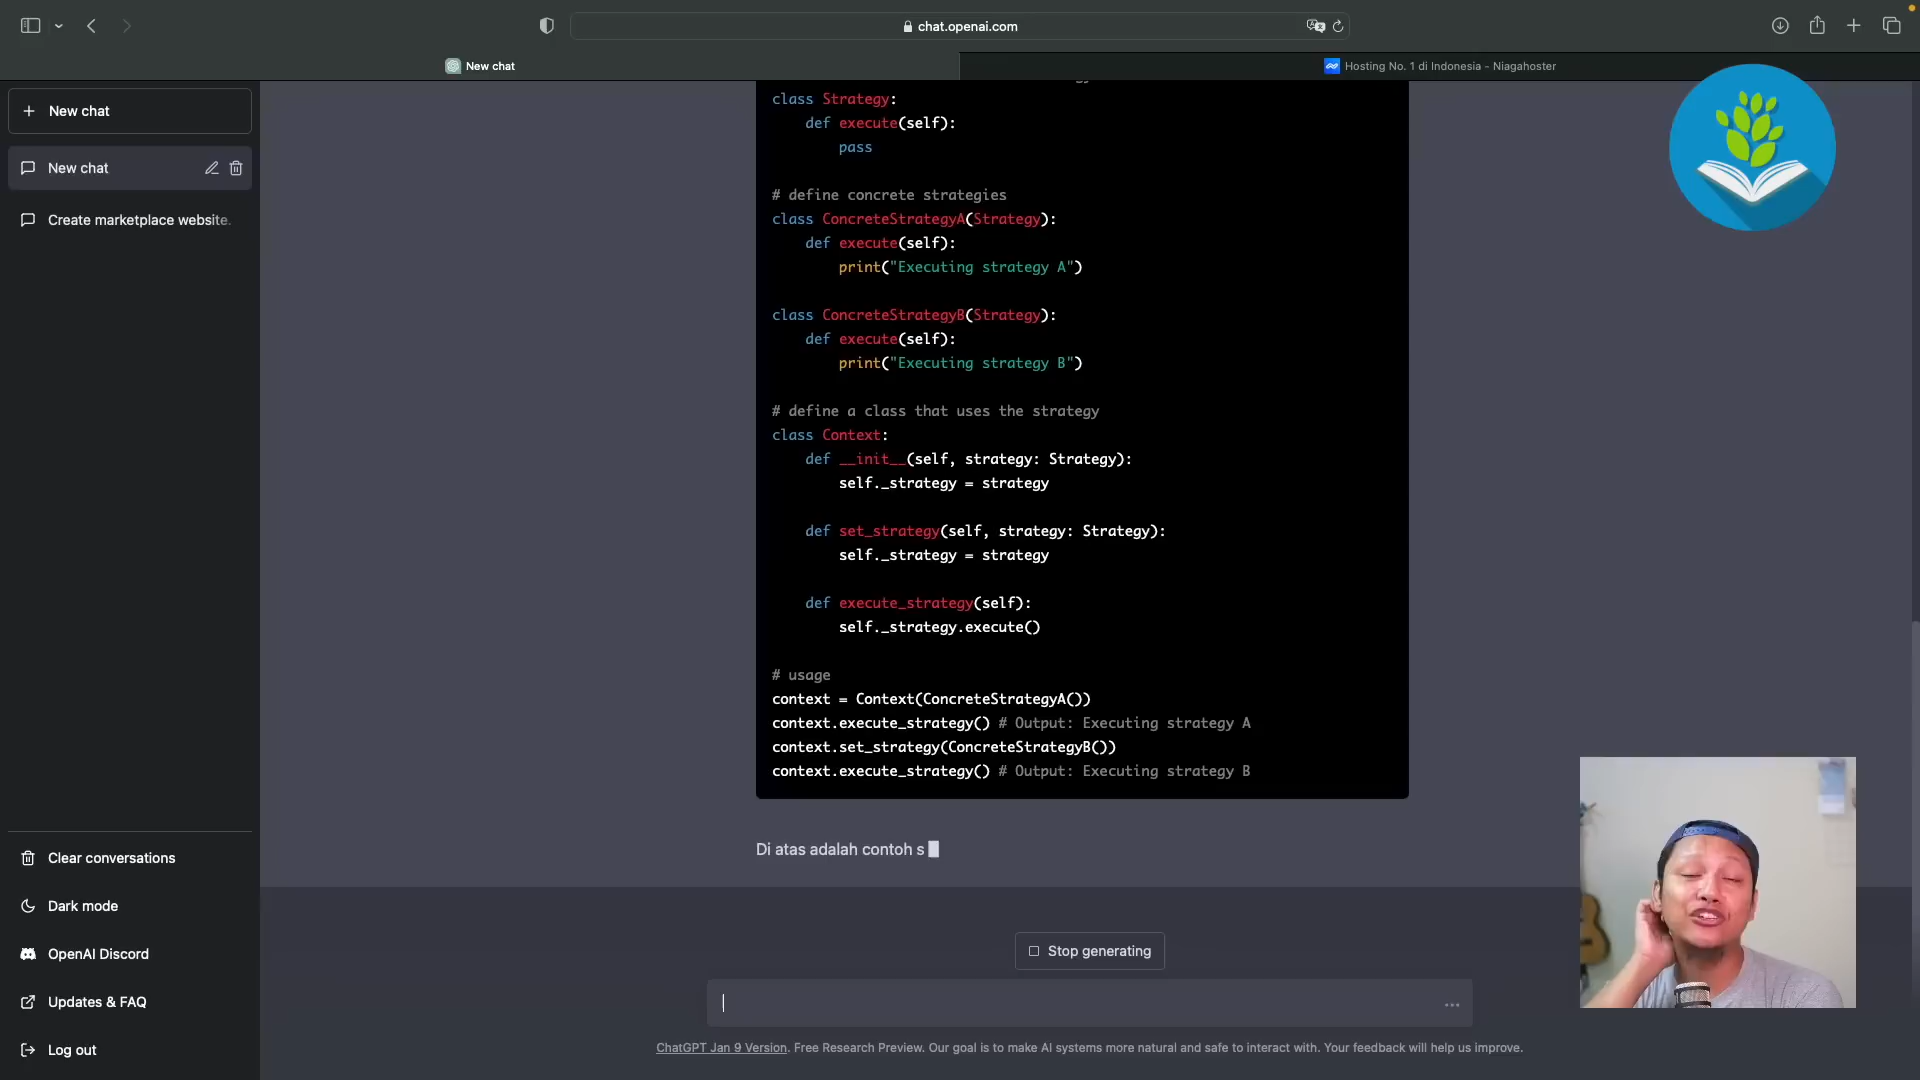 chat.openai.com
New chat
Hosting No. 1 di Indonesia - Niagahoster
New chat
New chat
Create marketplace website.
Clear conversations
Dark mode
OpenAI Discord
Updates & FAQ
Log out
class Strategy:
    def execute(self):
        pass
# define concrete strategies
class ConcreteStrategyA(Strategy):
    def execute(self):
        print("Executing strategy A")
class ConcreteStrategyB(Strategy):
    def execute(self):
        print("Executing strategy B")
# define a class that uses the strategy
class Context:
    def __init__(self, strategy: Strategy):
        self._strategy = strategy
    def set_strategy(self, strategy: Strategy):
        self._strategy = strategy
    def execute_strategy(self):
        self._strategy.execute()
# usage
context = Context(ConcreteStrategyA())
context.execute_strategy() # Output: Executing strategy A
context.set_strategy(ConcreteStrategyB())
context.execute_strategy() # Output: Executing strategy B
Di atas adalah contoh s
Stop generating
ChatGPT Jan 9 Version. Free Research Preview. Our goal is to make AI systems more natural and safe to interact with. Your feedback will help us improve.